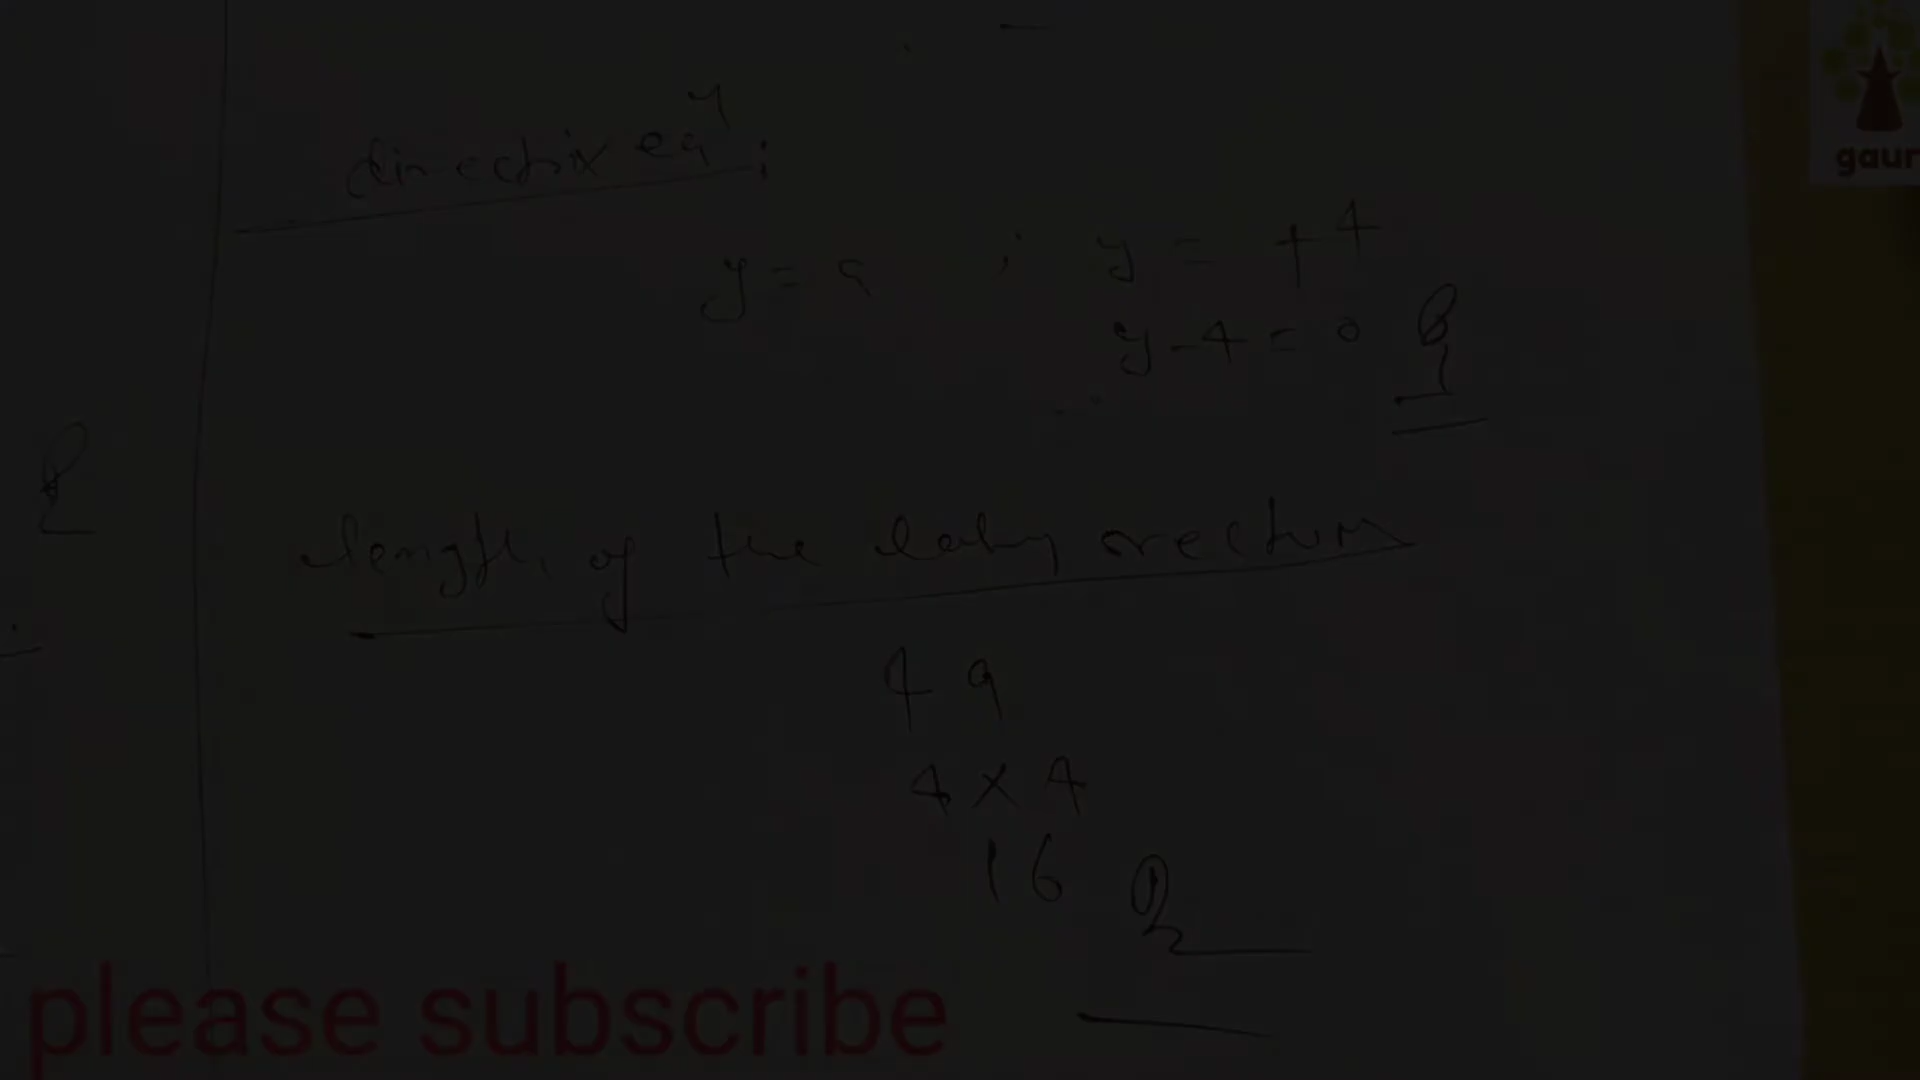 directrix eqn:
y = a ; y = +4
y - 4 = 0
length of the latus rectum
4a
4 x 4
16
please subscribe
gaur